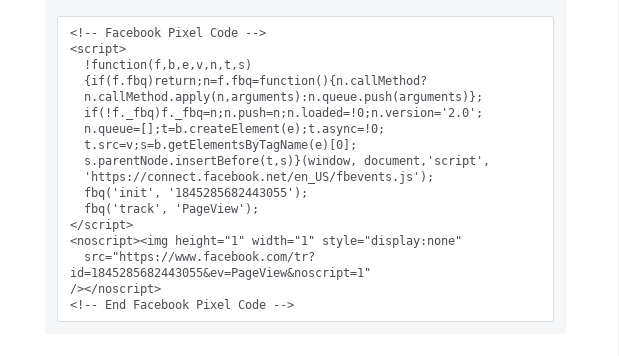 <!-- Facebook Pixel Code -->
<script>
  !function(f,b,e,v,n,t,s)
  {if(f.fbq)return;n=f.fbq=function(){n.callMethod?
  n.callMethod.apply(n,arguments):n.queue.push(arguments)};
  if(!f._fbq)f._fbq=n;n.push=n;n.loaded=!0;n.version='2.0';
  n.queue=[];t=b.createElement(e);t.async=!0;
  t.src=v;s=b.getElementsByTagName(e)[0];
  s.parentNode.insertBefore(t,s)}(window, document,'script',
  'https://connect.facebook.net/en_US/fbevents.js');
  fbq('init', '1845285682443055');
  fbq('track', 'PageView');
</script>
<noscript><img height="1" width="1" style="display:none"
  src="https://www.facebook.com/tr?
id=1845285682443055&ev=PageView&noscript=1"
/></noscript>
<!-- End Facebook Pixel Code -->